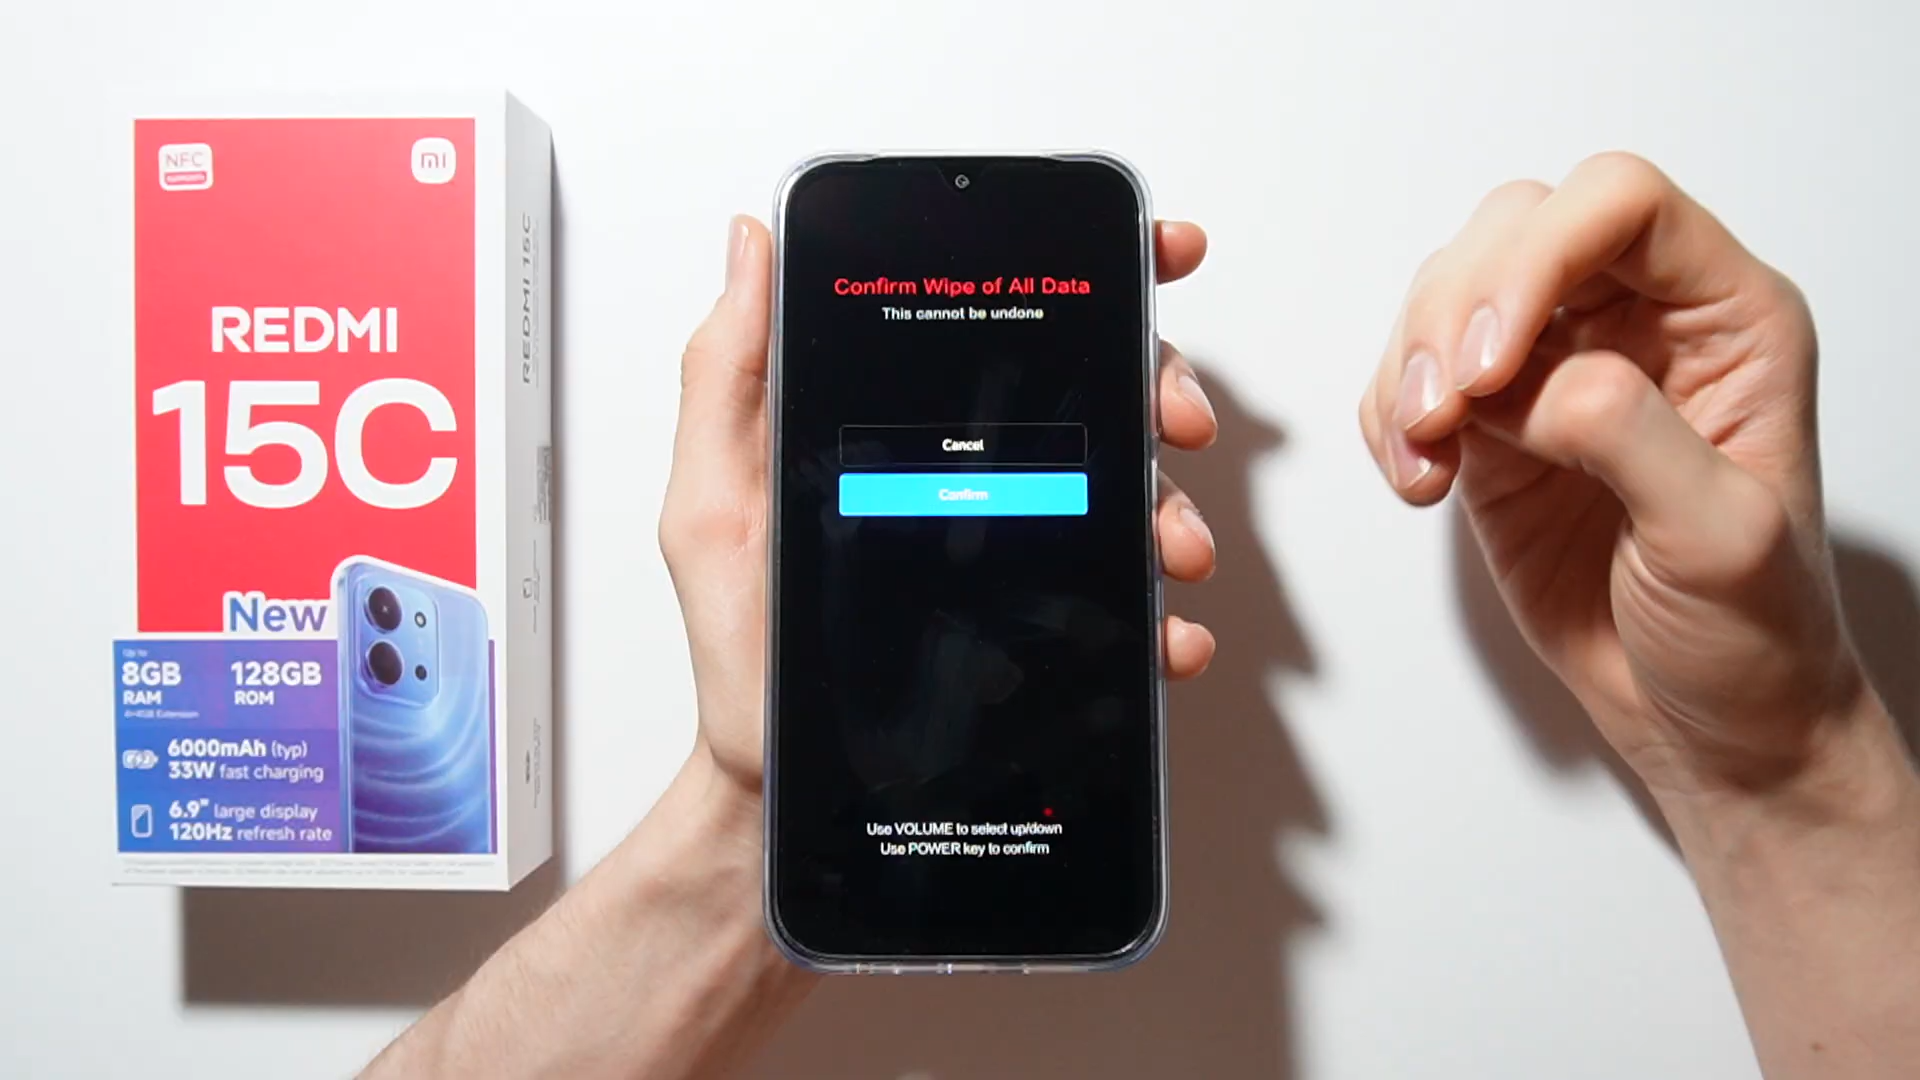 NFC
mi
REDMI
15C
New
Up to
8GB
RAM
128GB
ROM
6000mAh (typ)
33W fast charging
6.9" large display
120Hz refresh rate
REDMI 15C
Confirm Wipe of All Data
This cannot be undone
Cancel
Confirm
Use VOLUME to select up/down
Use POWER key to confirm